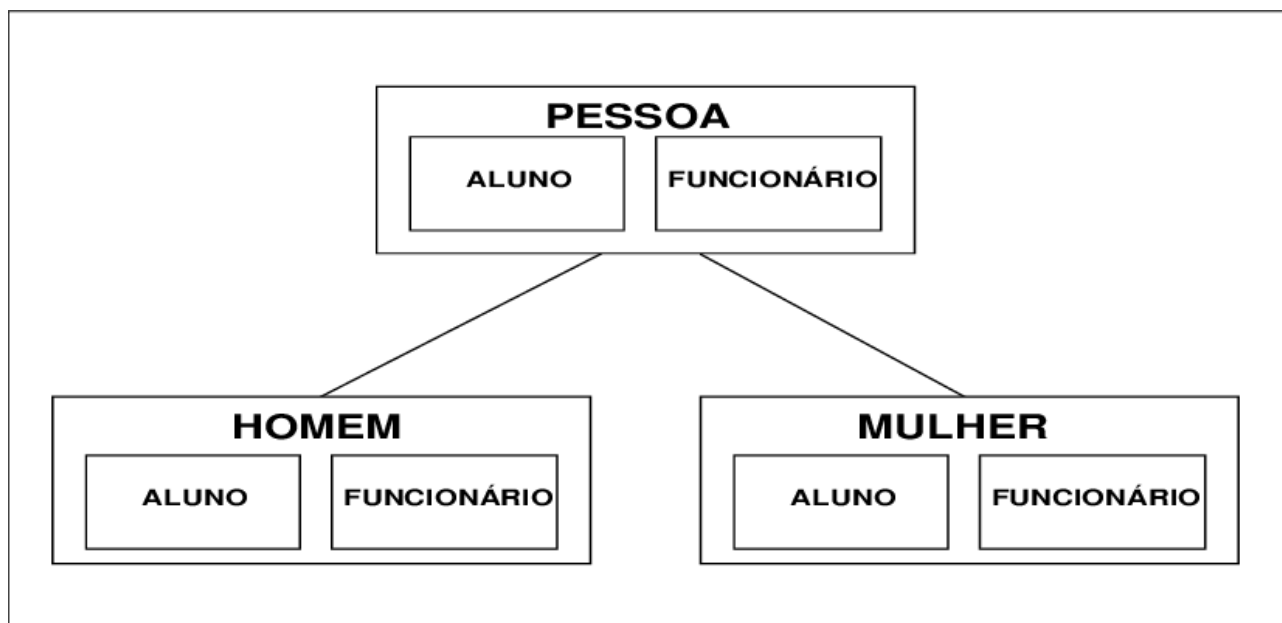 PESSOA
ALUNO
FUNCIONÁRIO
HOMEM
ALUNO
FUNCIONÁRIO
MULHER
ALUNO
FUNCIONÁRIO